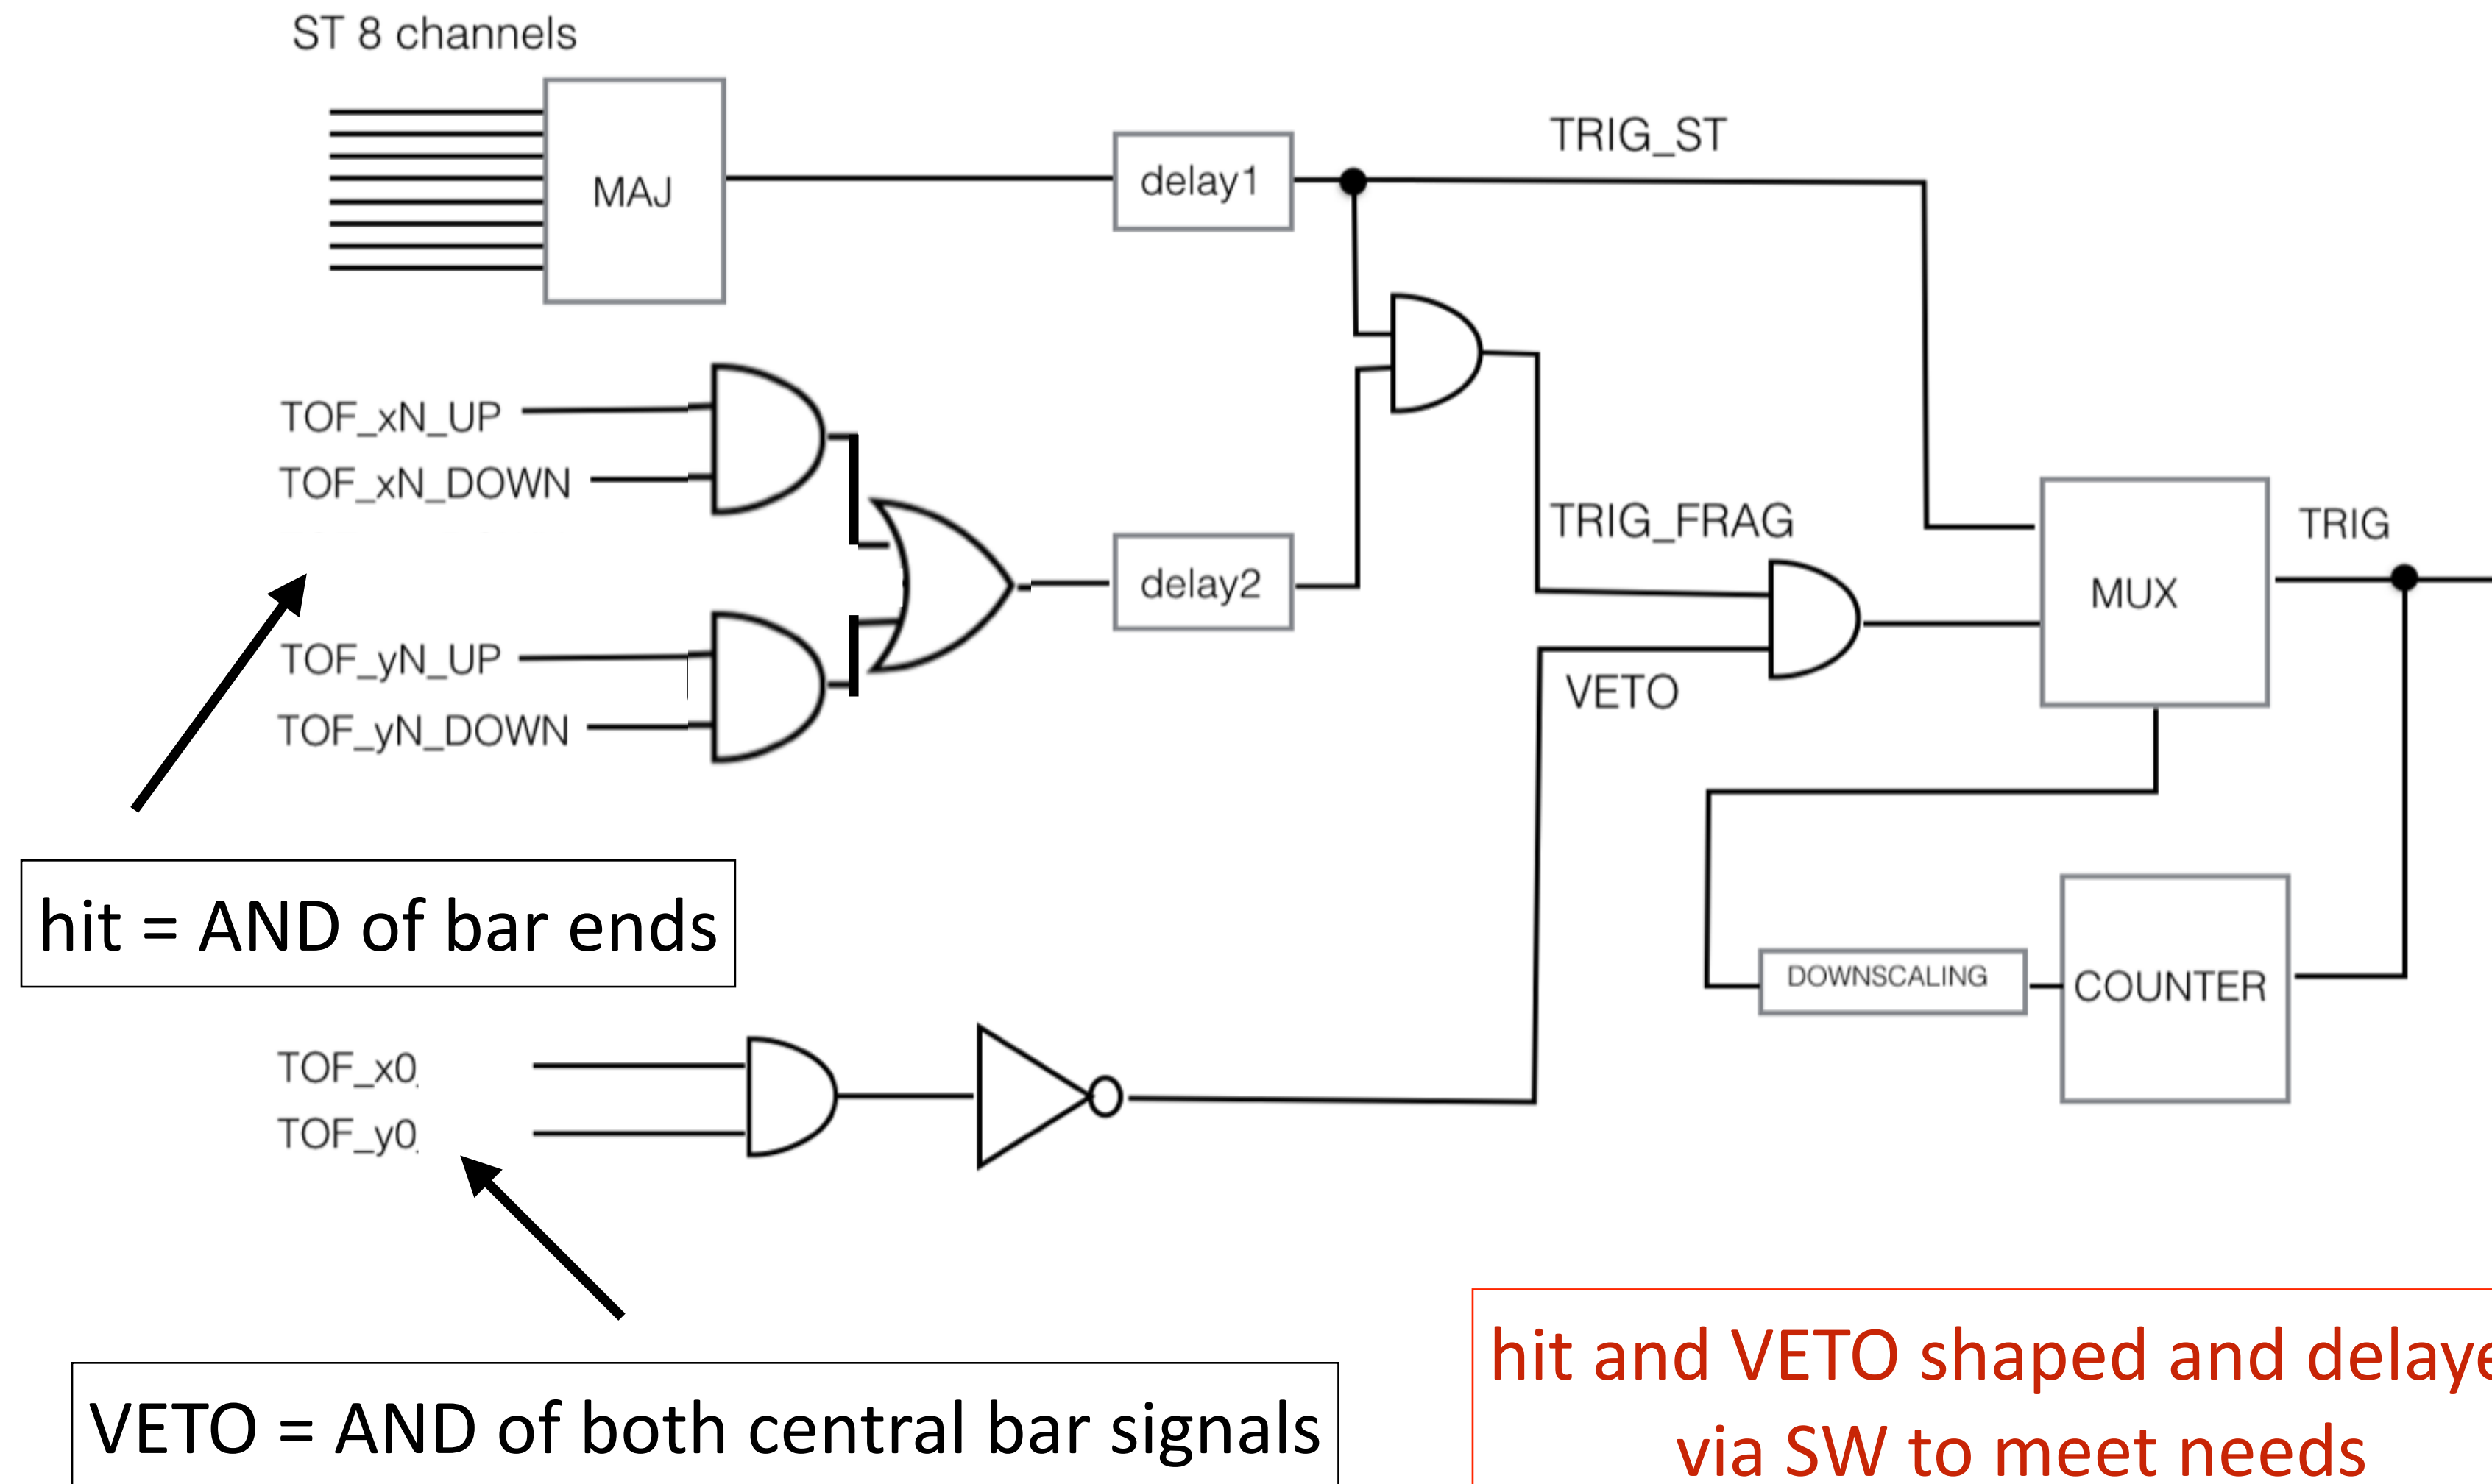 ST 8 channels
MAJ
delay1
TRIG_ST
TOF_xN_UP
TOF_xN_DOWN
TOF_yN_UP
TOF_yN_DOWN
delay2
TRIG_FRAG
VETO
MUX
TRIG
hit = AND of bar ends
DOWNSCALING
COUNTER
TOF_x0
TOF_y0
VETO = AND of both central bar signals
hit and VETO shaped and delaye
via SW to meet needs